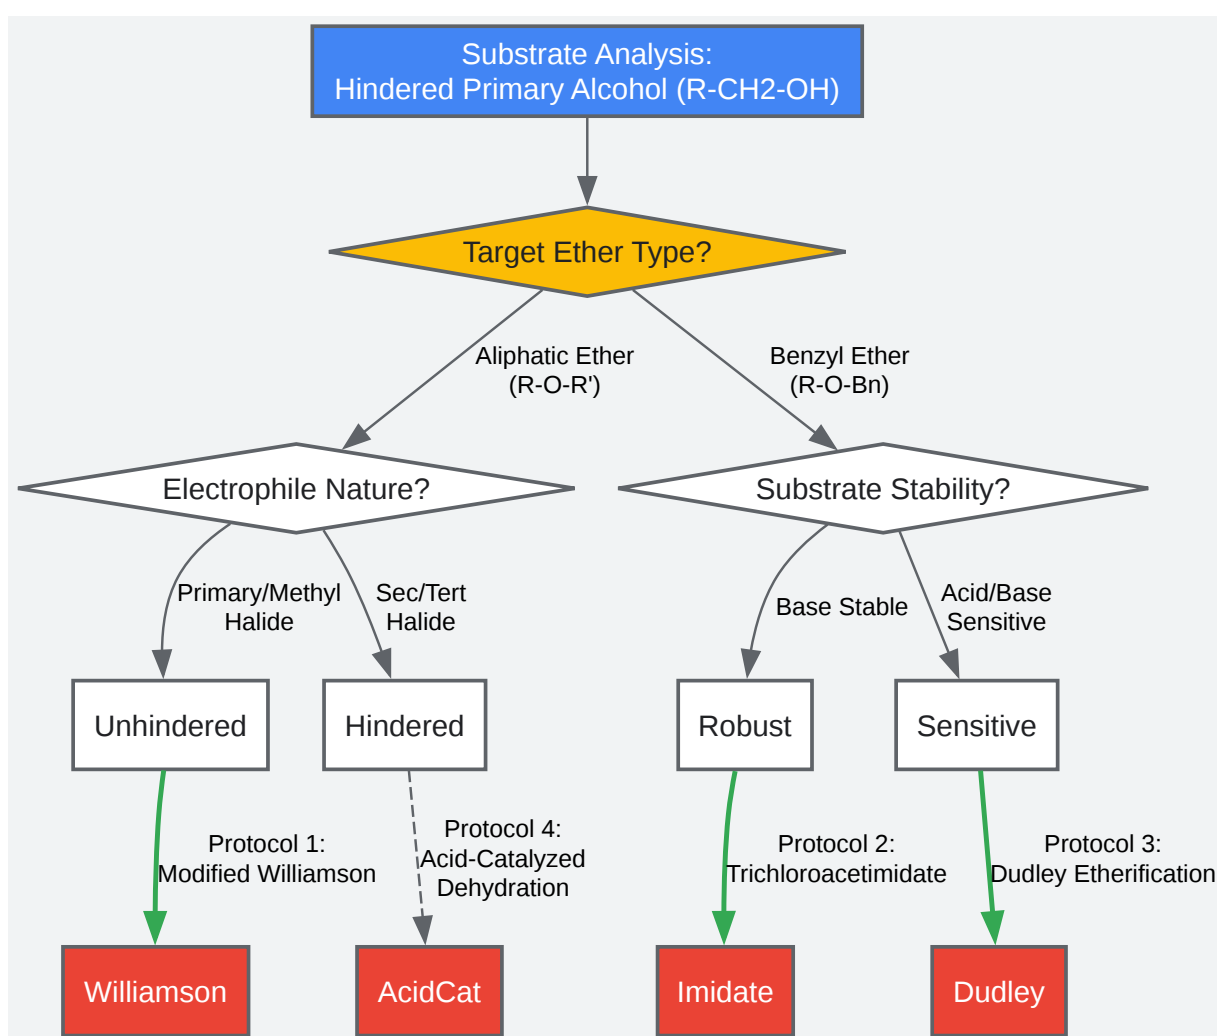 Substrate Analysis:
Hindered Primary Alcohol (R-CH2-OH)
Target Ether Type?
Aliphatic Ether
(R-O-R')
Benzyl Ether
(R-O-Bn)
Electrophile Nature?
Substrate Stability?
Primary/Methyl
Halide
Sec/Tert
Halide
Base Stable
Acid/Base
Sensitive
Unhindered
Hindered
Robust
Sensitive
Protocol 1:
Modified Williamson
Protocol 4:
Acid-Catalyzed
Dehydration
Protocol 2:
Trichloroacetimidate
Protocol 3:
Dudley Etherification
Williamson
AcidCat
Imidate
Dudley